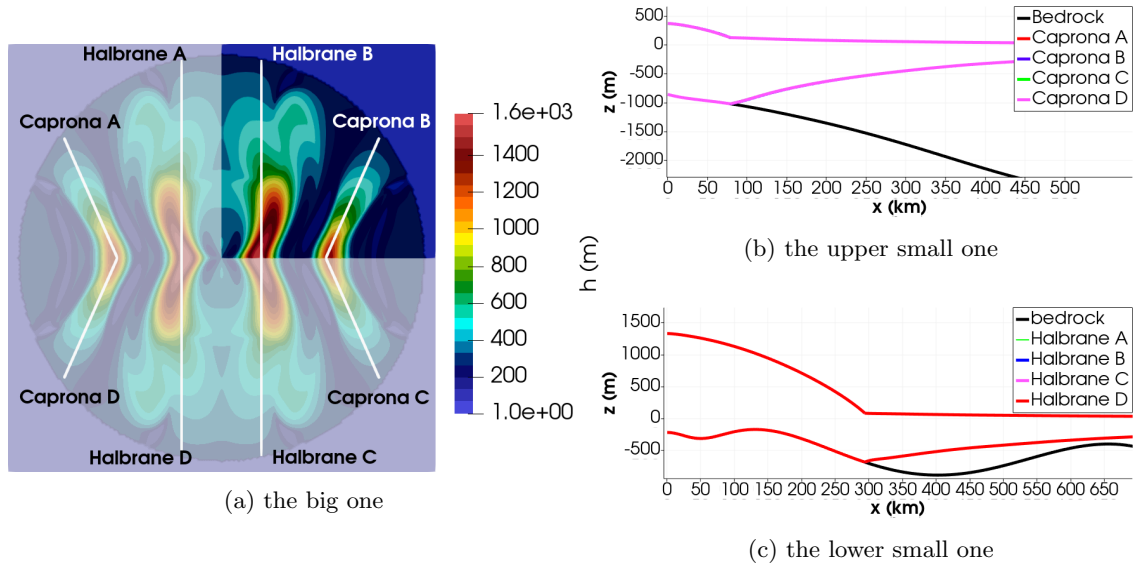 Halbrane A
Halbrane B
Caprona A
Caprona B
Caprona D
Caprona C
Halbrane D
Halbrane C
1.6e+03
1400
1200
1000
800
600
400
200
1.0e+00
h (m)
(a) the big one
500
0
-500
-1000
-1500
-2000
z (m)
Bedrock
Caprona A
Caprona B
Caprona C
Caprona D
0 50 100 150 200 250 300 350 400 450 500
x (km)
(b) the upper small one
1500
1000
500
0
-500
z (m)
bedrock
Halbrane A
Halbrane B
Halbrane C
Halbrane D
0 50 100 150 200 250 300 350 400 450 500 550 600 650
x (km)
(c) the lower small one